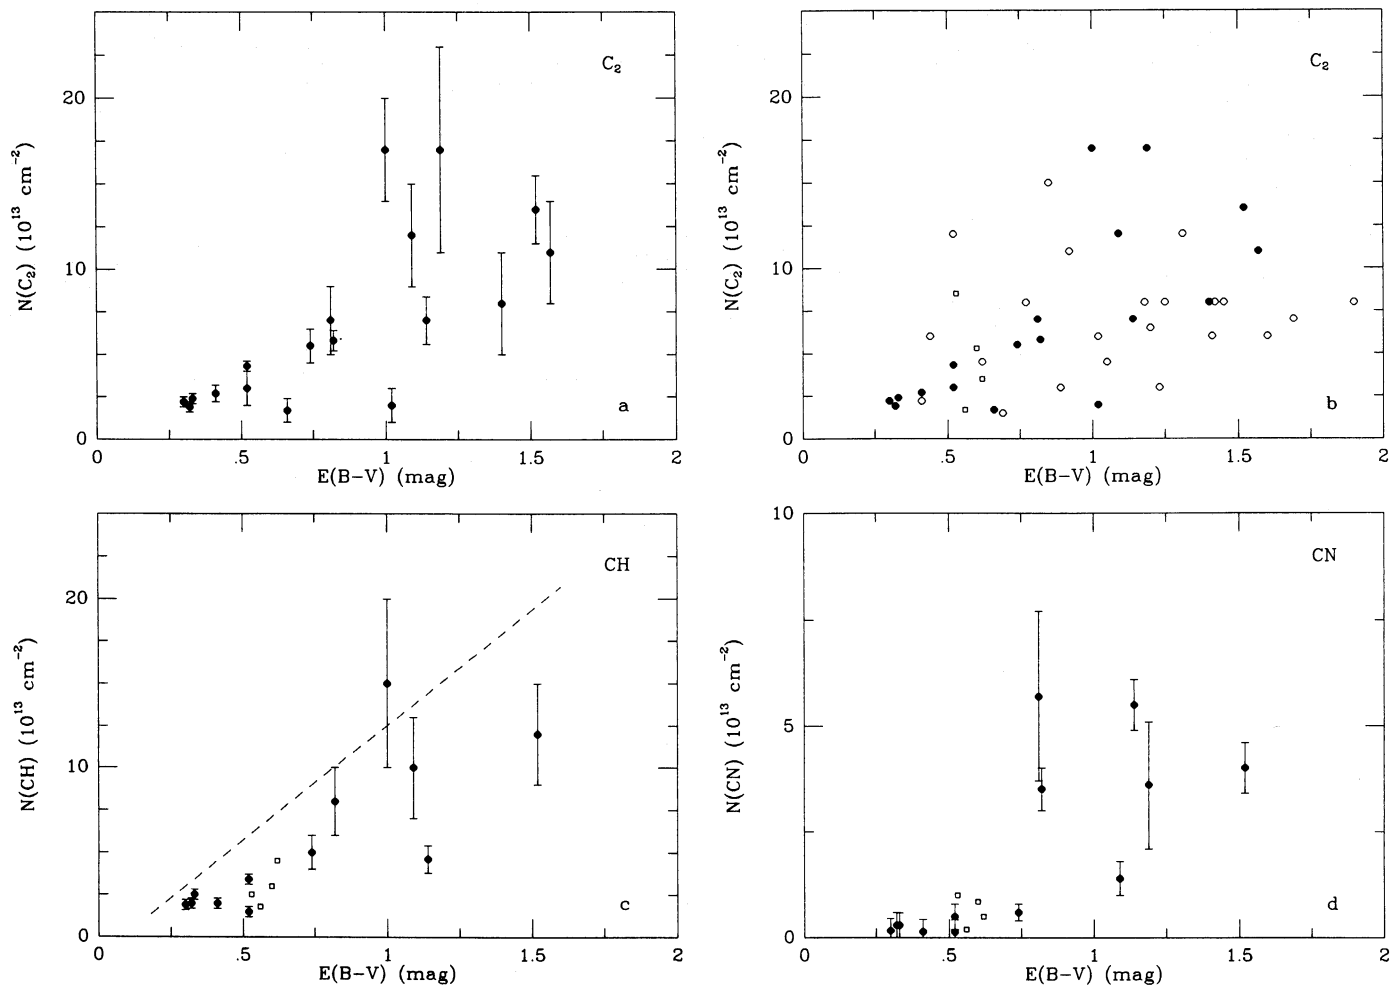 C₂
20
10
0
N(C₂) (10¹³ cm⁻²)
a
0 .5 1 1.5 2
E(B−V) (mag)
C₂
20
10
0
N(C₂) (10¹³ cm⁻²)
b
0 .5 1 1.5 2
E(B−V) (mag)
CH
20
10
0
N(CH) (10¹³ cm⁻²)
c
0 .5 1 1.5 2
E(B−V) (mag)
CN
10
5
0
N(CN) (10¹³ cm⁻²)
d
0 .5 1 1.5 2
E(B−V) (mag)